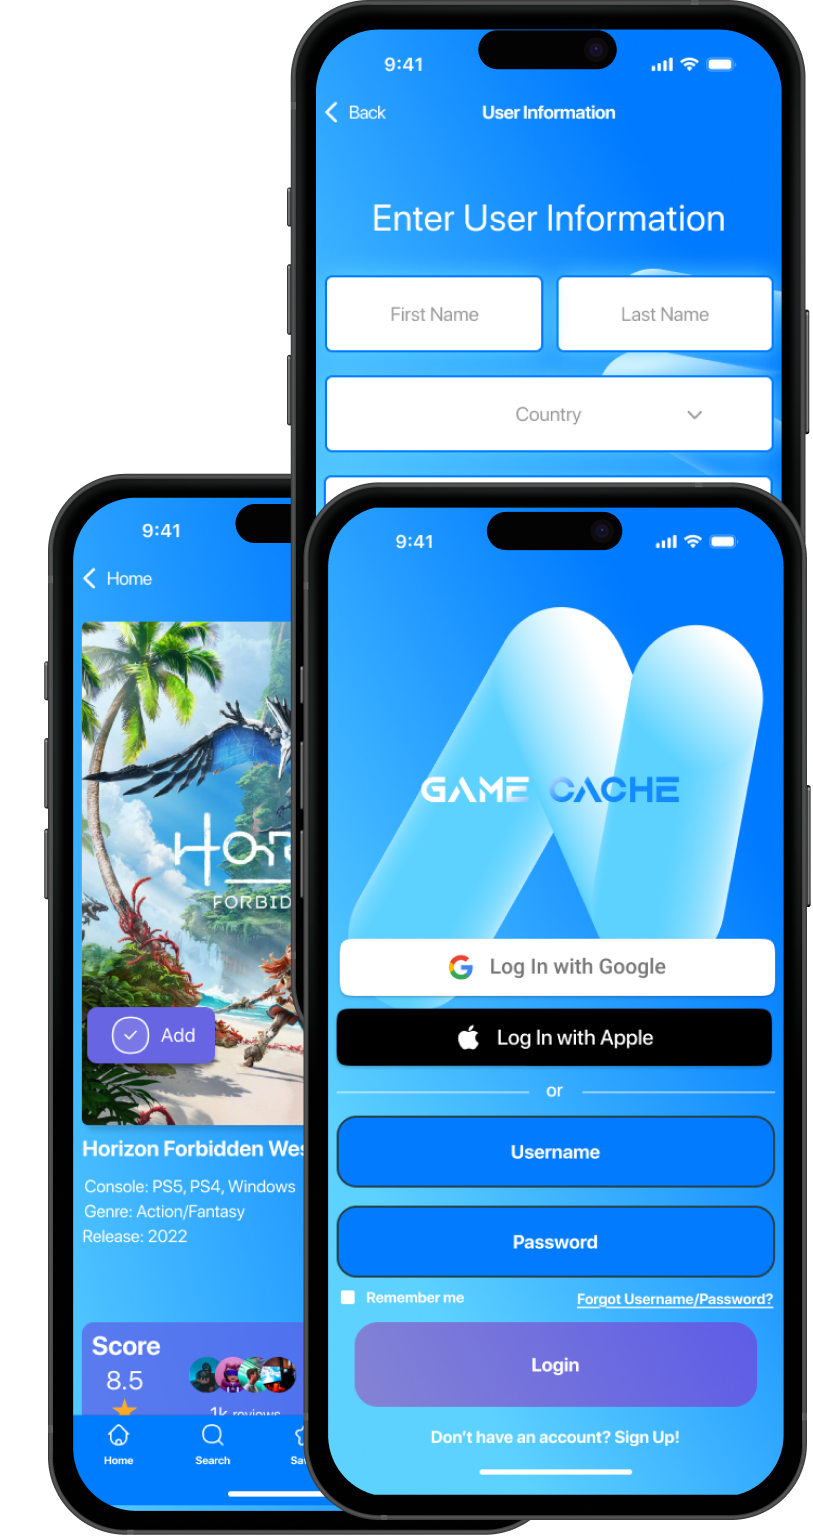 9:41
Back
User Information
Enter User Information
First Name
Last Name
Country
9:41
Home
HOR
FORBID
Add
Horizon Forbidden Wes
Console: PS5, PS4, Windows
Genre: Action/Fantasy
Release: 2022
Score
8.5
1k reviews
Home
Search
Sav
9:41
GAME CACHE
Log In with Google
Log In with Apple
or
Username
Password
Remember me
Forgot Username/Password?
Login
Don't have an account? Sign Up!